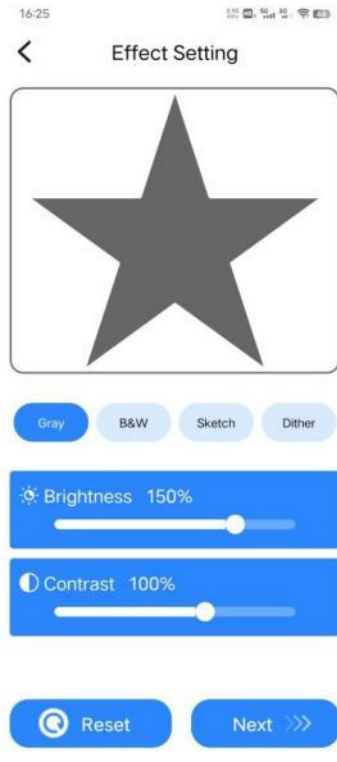 16:25
Effect Setting
Gray B&W Sketch Dither
Brightness 150%
Contrast 100%
Reset Next